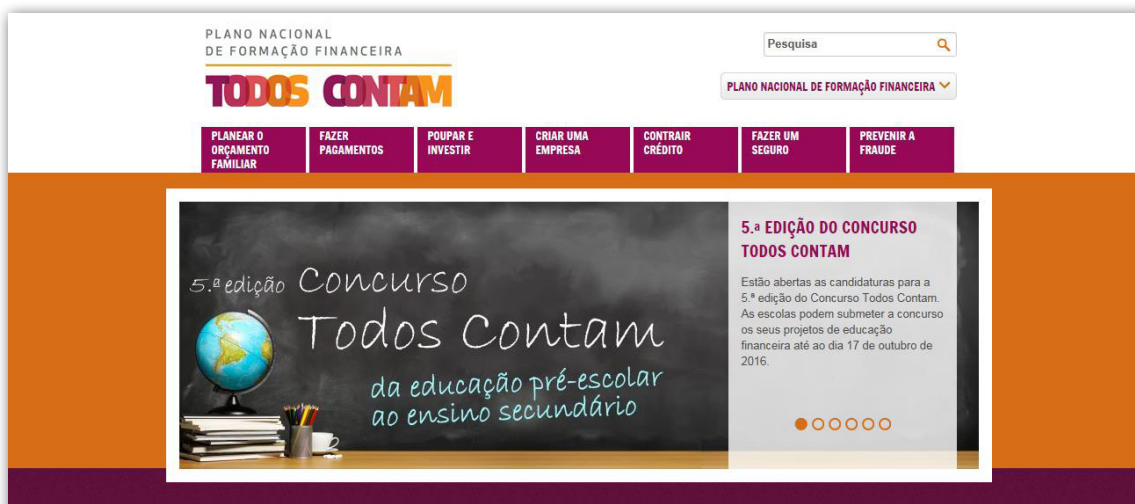 PLANO NACIONAL
DE FORMAÇÃO FINANCEIRA
TODOS CONTAM
Pesquisa
PLANO NACIONAL DE FORMAÇÃO FINANCEIRA
PLANEAR O
ORÇAMENTO
FAMILIAR
FAZER
PAGAMENTOS
POUPAR E
INVESTIR
CRIAR UMA
EMPRESA
CONTRAIR
CRÉDITO
FAZER UM
SEGURO
PREVENIR A
FRAUDE
5.ª edição Concurso
Todos Contam
da educação pré-escolar
ao ensino secundário
5.ª EDIÇÃO DO CONCURSO
TODOS CONTAM
Estão abertas as candidaturas para a
5.ª edição do Concurso Todos Contam.
As escolas podem submeter a concurso
os seus projetos de educação
financeira até ao dia 17 de outubro de
2016.